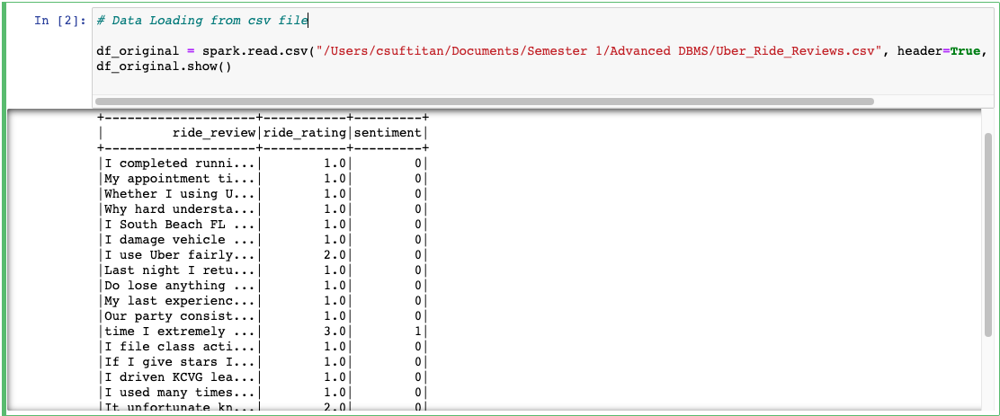 In [2]: # Data Loading from csv file
df_original = spark.read.csv("/Users/csuftitan/Documents/Semester 1/Advanced DBMS/Uber_Ride_Reviews.csv", header=True,
df_original.show()
+--------------------+-----------+---------+
|         ride_review|ride_rating|sentiment|
+--------------------+-----------+---------+
|I completed runni...|        1.0|        0|
|My appointment ti...|        1.0|        0|
|Whether I using U...|        1.0|        0|
|Why hard understa...|        1.0|        0|
|I South Beach FL ...|        1.0|        0|
|I damage vehicle ...|        1.0|        0|
|I use Uber fairly...|        2.0|        0|
|Last night I retu...|        1.0|        0|
|Do lose anything ...|        1.0|        0|
|My last experienc...|        1.0|        0|
|Our party consist...|        1.0|        0|
|time I extremely ...|        3.0|        1|
|I file class acti...|        1.0|        0|
|If I give stars I...|        1.0|        0|
|I driven KCVG lea...|        1.0|        0|
|I used many times...|        1.0|        0|
|It unfortunate kn...|        2.0|        0|